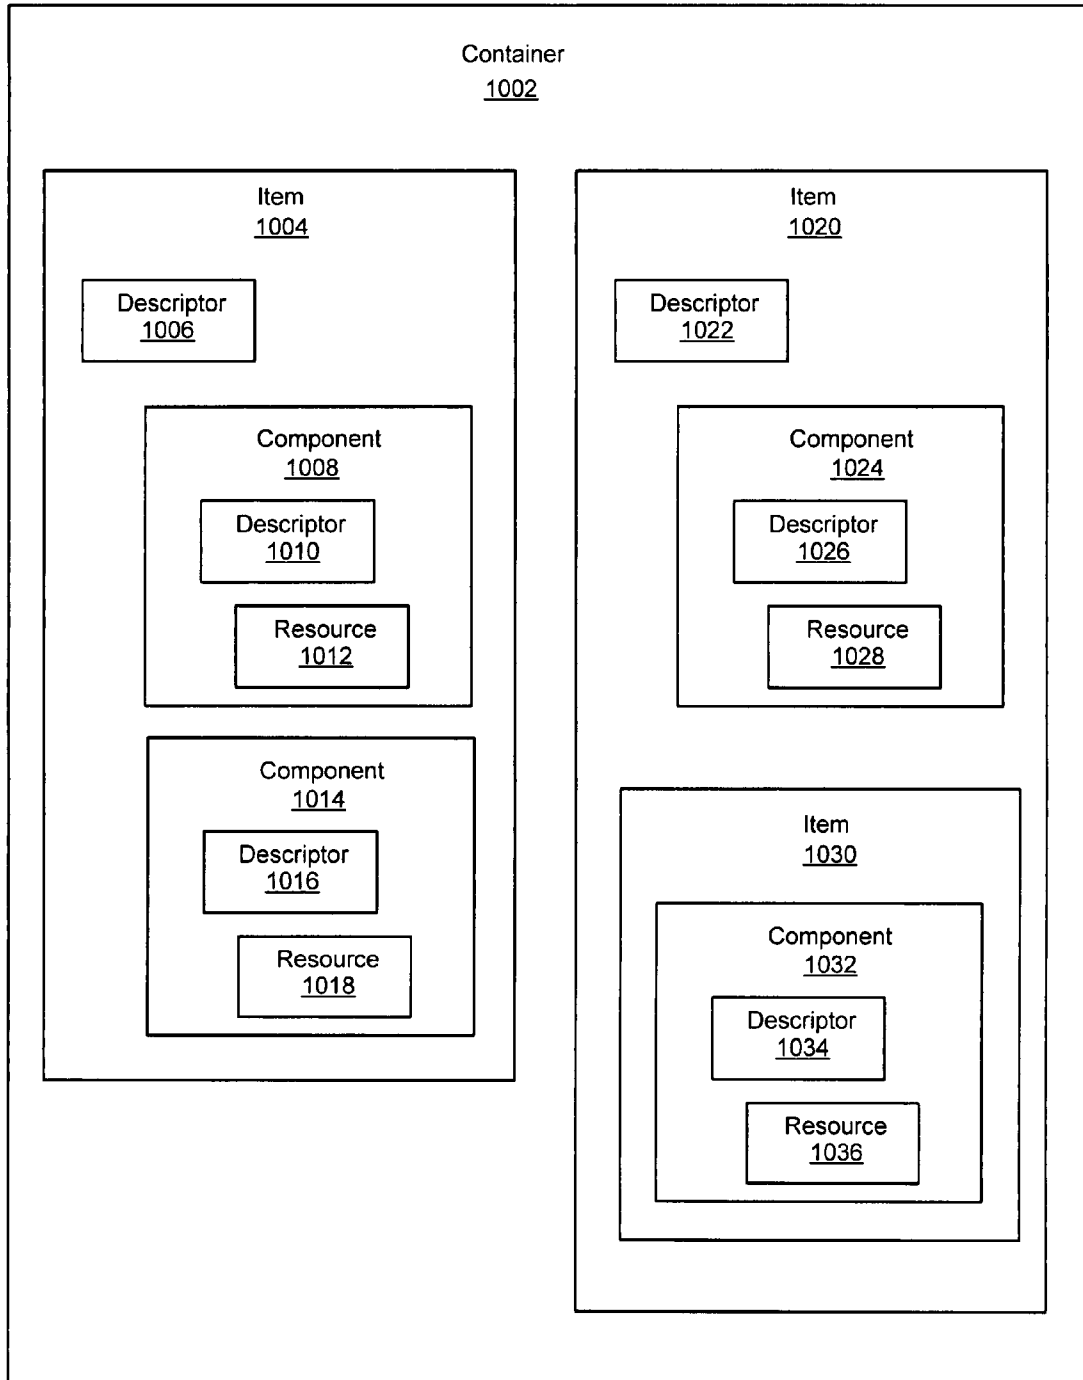 Container
1002
Item
1004
Descriptor
1006
Component
1008
Descriptor
1010
Resource
1012
Component
1014
Descriptor
1016
Resource
1018
Item
1020
Descriptor
1022
Component
1024
Descriptor
1026
Resource
1028
Item
1030
Component
1032
Descriptor
1034
Resource
1036